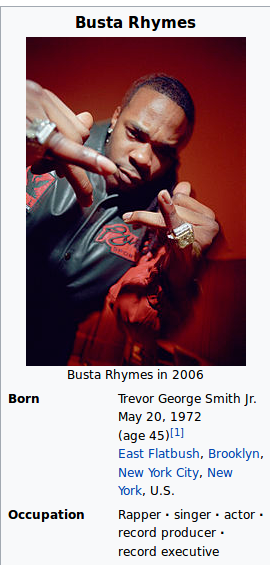 Busta Rhymes
Busta Rhymes in 2006
Born Trevor George Smith Jr.
May 20, 1972
(age 45)[1]
East Flatbush, Brooklyn,
New York City, New
York, U.S.
Occupation Rapper · singer · actor ·
record producer ·
record executive